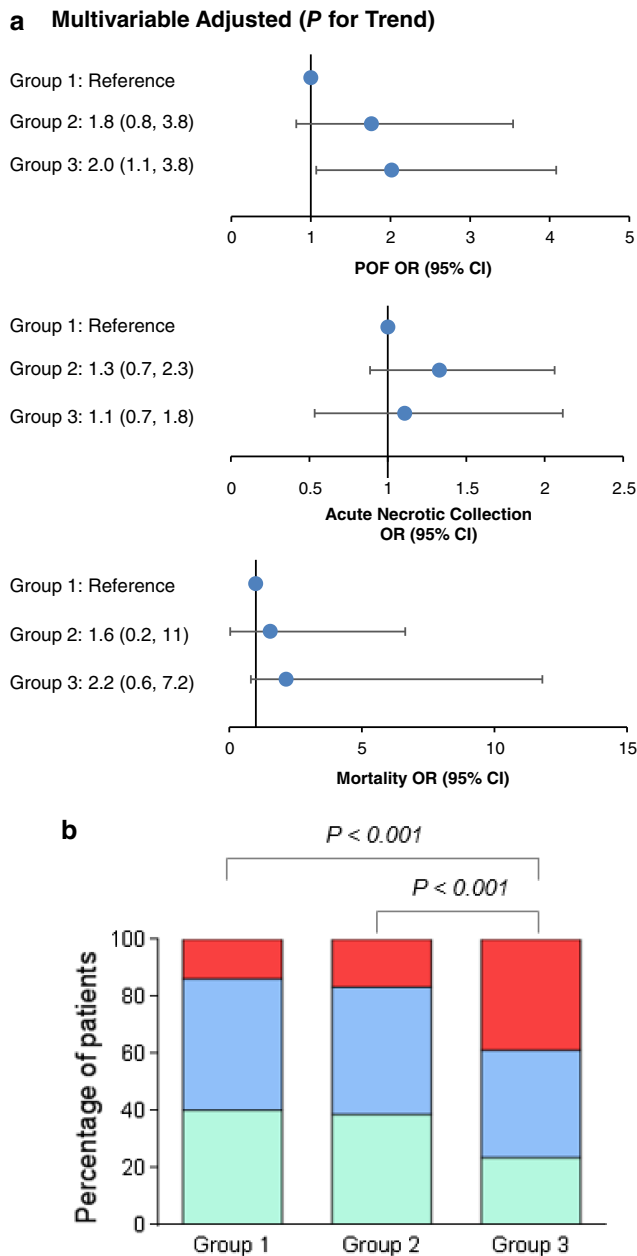 a Multivariable Adjusted (P for Trend)
Group 1: Reference
Group 2: 1.8 (0.8, 3.8)
Group 3: 2.0 (1.1, 3.8)
0 1 2 3 4 5
POF OR (95% CI)
Group 1: Reference
Group 2: 1.3 (0.7, 2.3)
Group 3: 1.1 (0.7, 1.8)
0 0.5 1 1.5 2 2.5
Acute Necrotic Collection
OR (95% CI)
Group 1: Reference
Group 2: 1.6 (0.2, 11)
Group 3: 2.2 (0.6, 7.2)
0 5 10 15
Mortality OR (95% CI)
b
P < 0.001
P < 0.001
Percentage of patients
100
80
60
40
20
0
Group 1 Group 2 Group 3